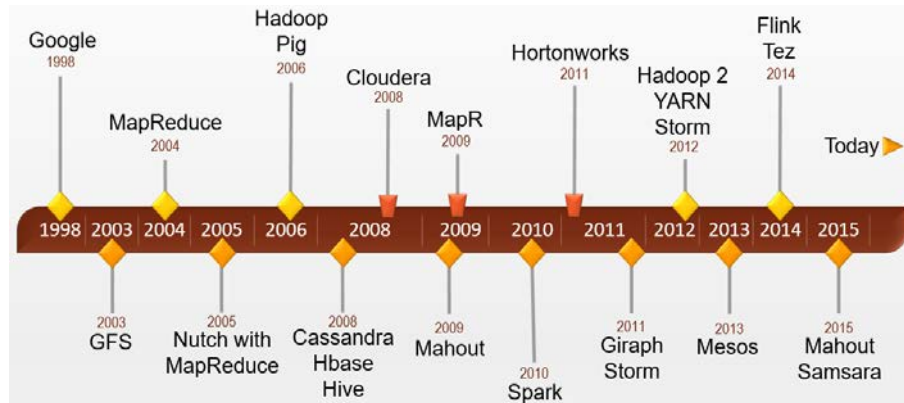 Google
1998
MapReduce
2004
Hadoop
Pig
2006
Cloudera
2008
MapR
2009
Hortonworks
2011
Hadoop 2
YARN
Storm
2012
Flink
Tez
2014
Today
1998 2003 2004 2005 2006 2008 2009 2010 2011 2012 2013 2014 2015
2003
GFS
2005
Nutch with
MapReduce
2008
Cassandra
Hbase
Hive
2009
Mahout
2010
Spark
2011
Giraph
Storm
2013
Mesos
2015
Mahout
Samsara